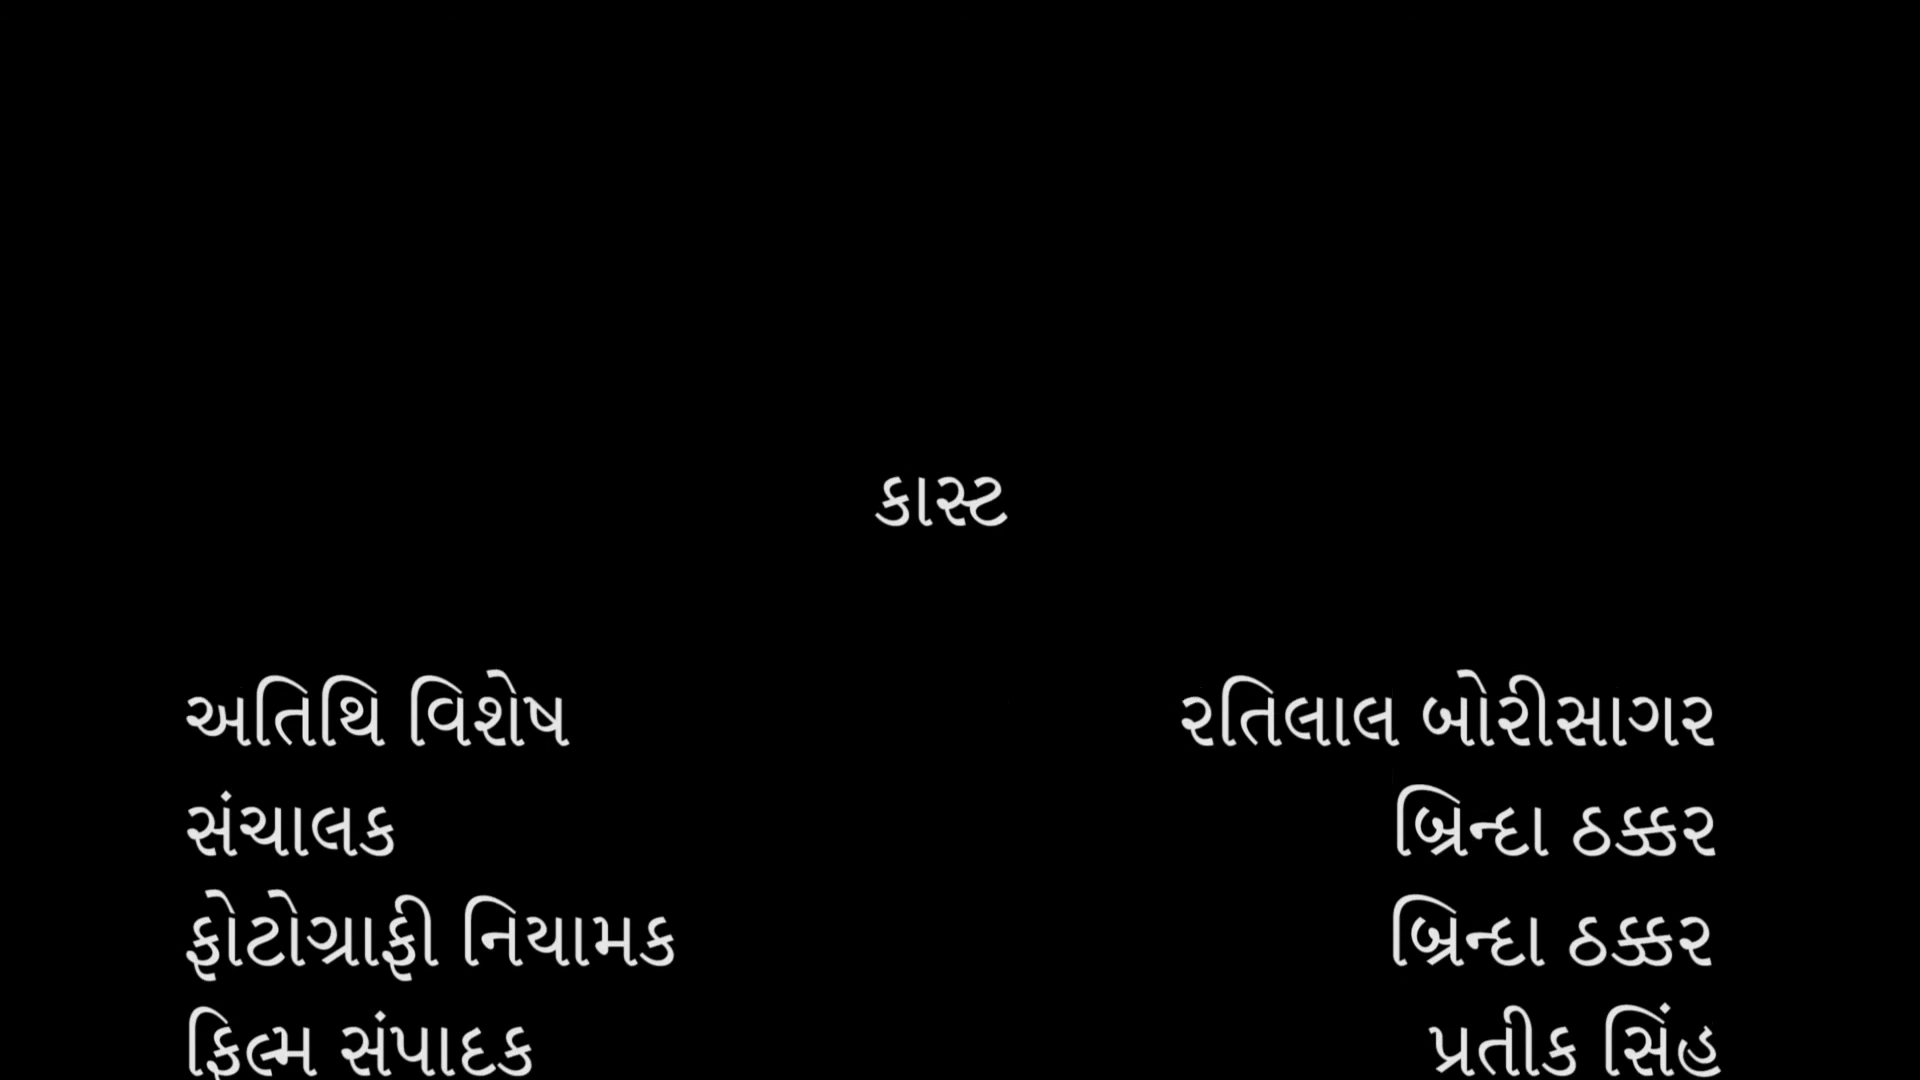 કાસ્ટ
અતિથિ વિશેષ રતિલાલ બોરીસાગર
સંચાલક બ્રિન્દા ઠક્કર
ફોટોગ્રાફી નિયામક બ્રિન્દા ઠક્કર
ફિલ્મ સંપાદક પ્રતીક સિંહ